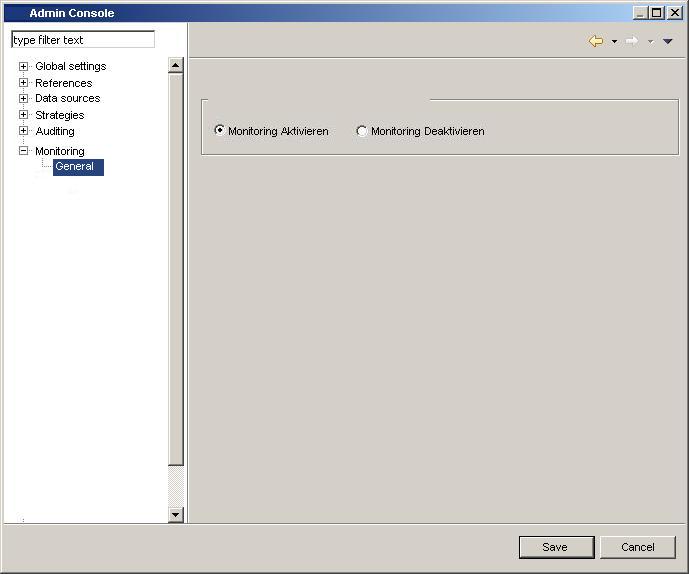 Admin Console
type filter text
Global settings
References
Data sources
Strategies
Auditing
Monitoring
General
Monitoring Aktivieren
Monitoring Deaktivieren
Save
Cancel